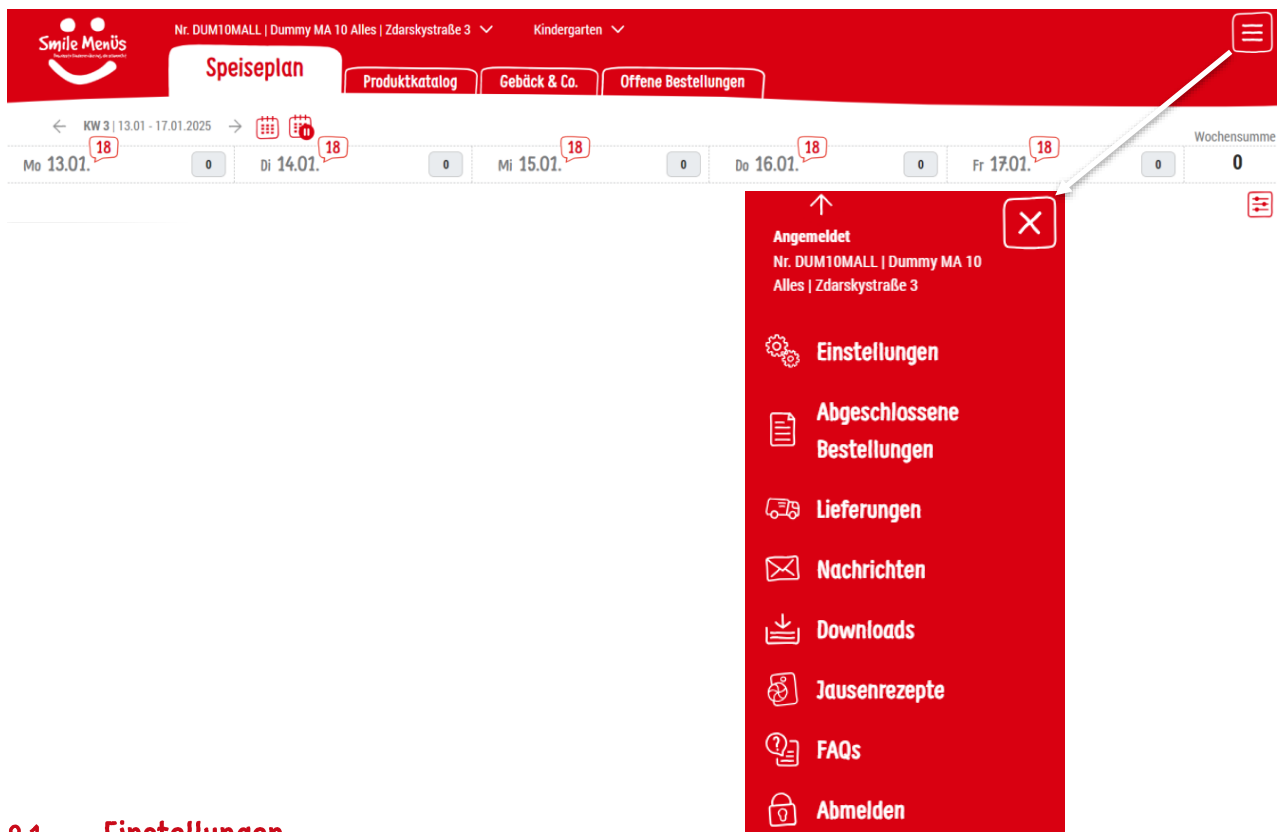 Nr. DUM10MALL | Dummy MA 10 Alles | Zdarskystraße 3 Kindergarten
Smile Menüs
Speiseplan Produktkatalog Gebäck & Co. Offene Bestellungen
KW 3 | 13.01 - 17.01.2025
Wochensumme
18 18 18 18 18
Mo 13.01. 0 Di 14.01. 0 Mi 15.01. 0 Do 16.01. 0 Fr 17.01. 0 0
Angemeldet
Nr. DUM10MALL | Dummy MA 10
Alles | Zdarskystraße 3
Einstellungen
Abgeschlossene
Bestellungen
Lieferungen
Nachrichten
Downloads
Jausenrezepte
FAQs
Abmelden
Einstellungen